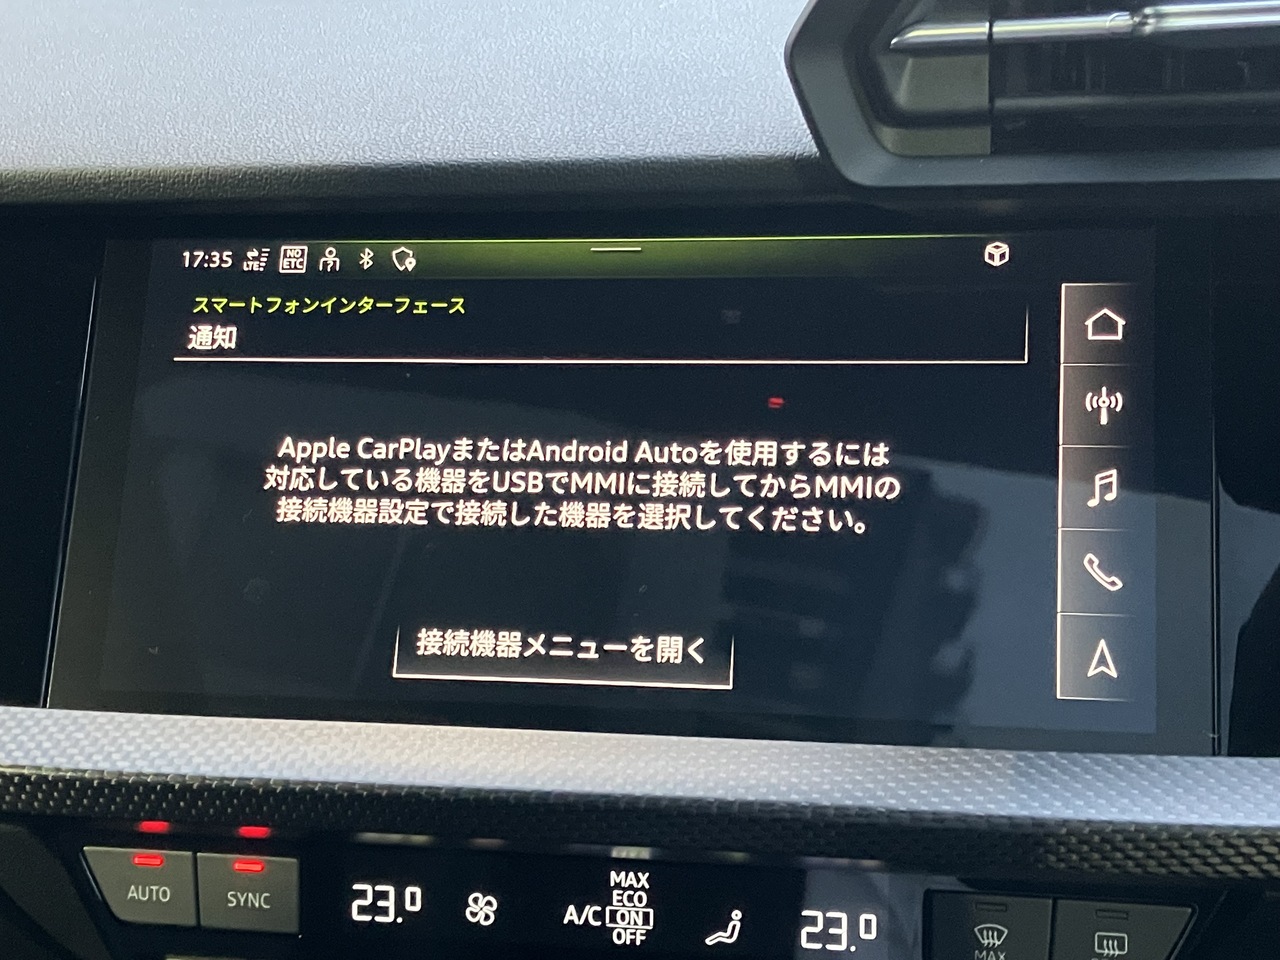 17:35 LTE NO ETC
スマートフォンインターフェース
通知
Apple CarPlayまたはAndroid Autoを使用するには
対応している機器をUSBでMMIに接続してからMMIの
接続機器設定で接続した機器を選択してください。
接続機器メニューを開く
AUTO
SYNC
23.0
MAX
ECO
A/C ON
OFF
23.0
MAX